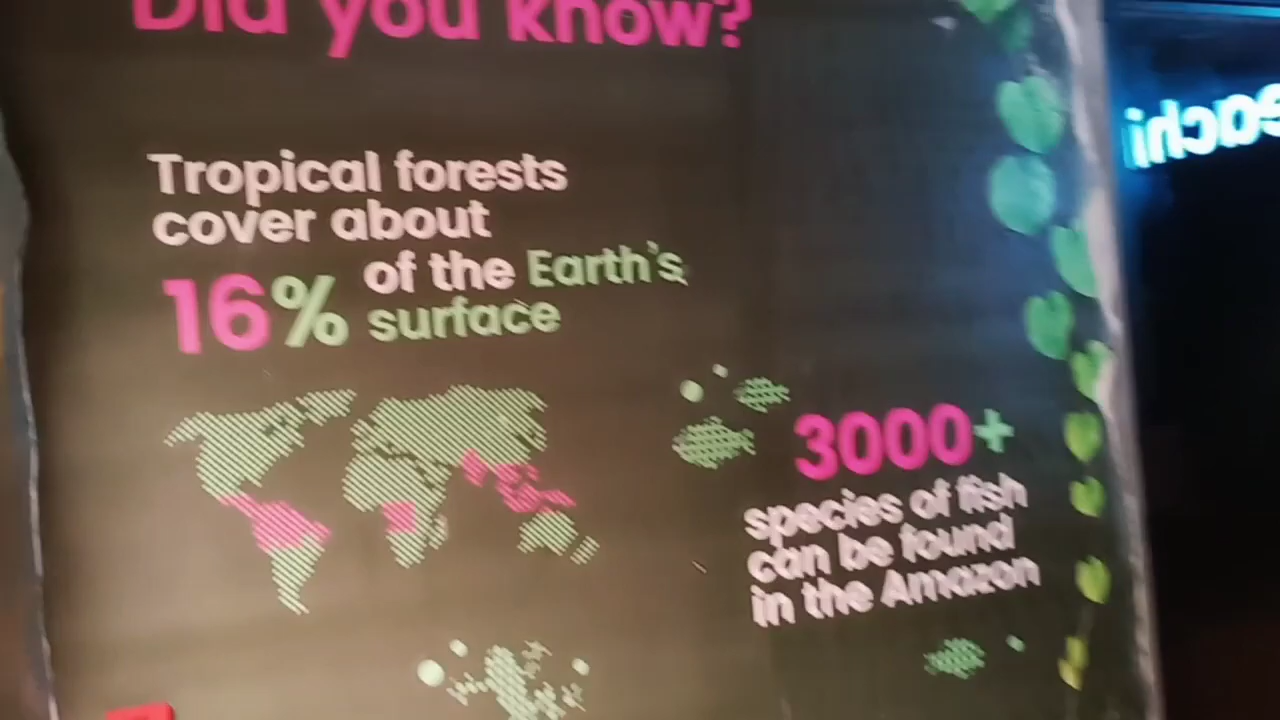 Did you know?
Tropical forests
cover about
16% of the Earth's
surface
3000+
species of fish
can be found
in the Amazon